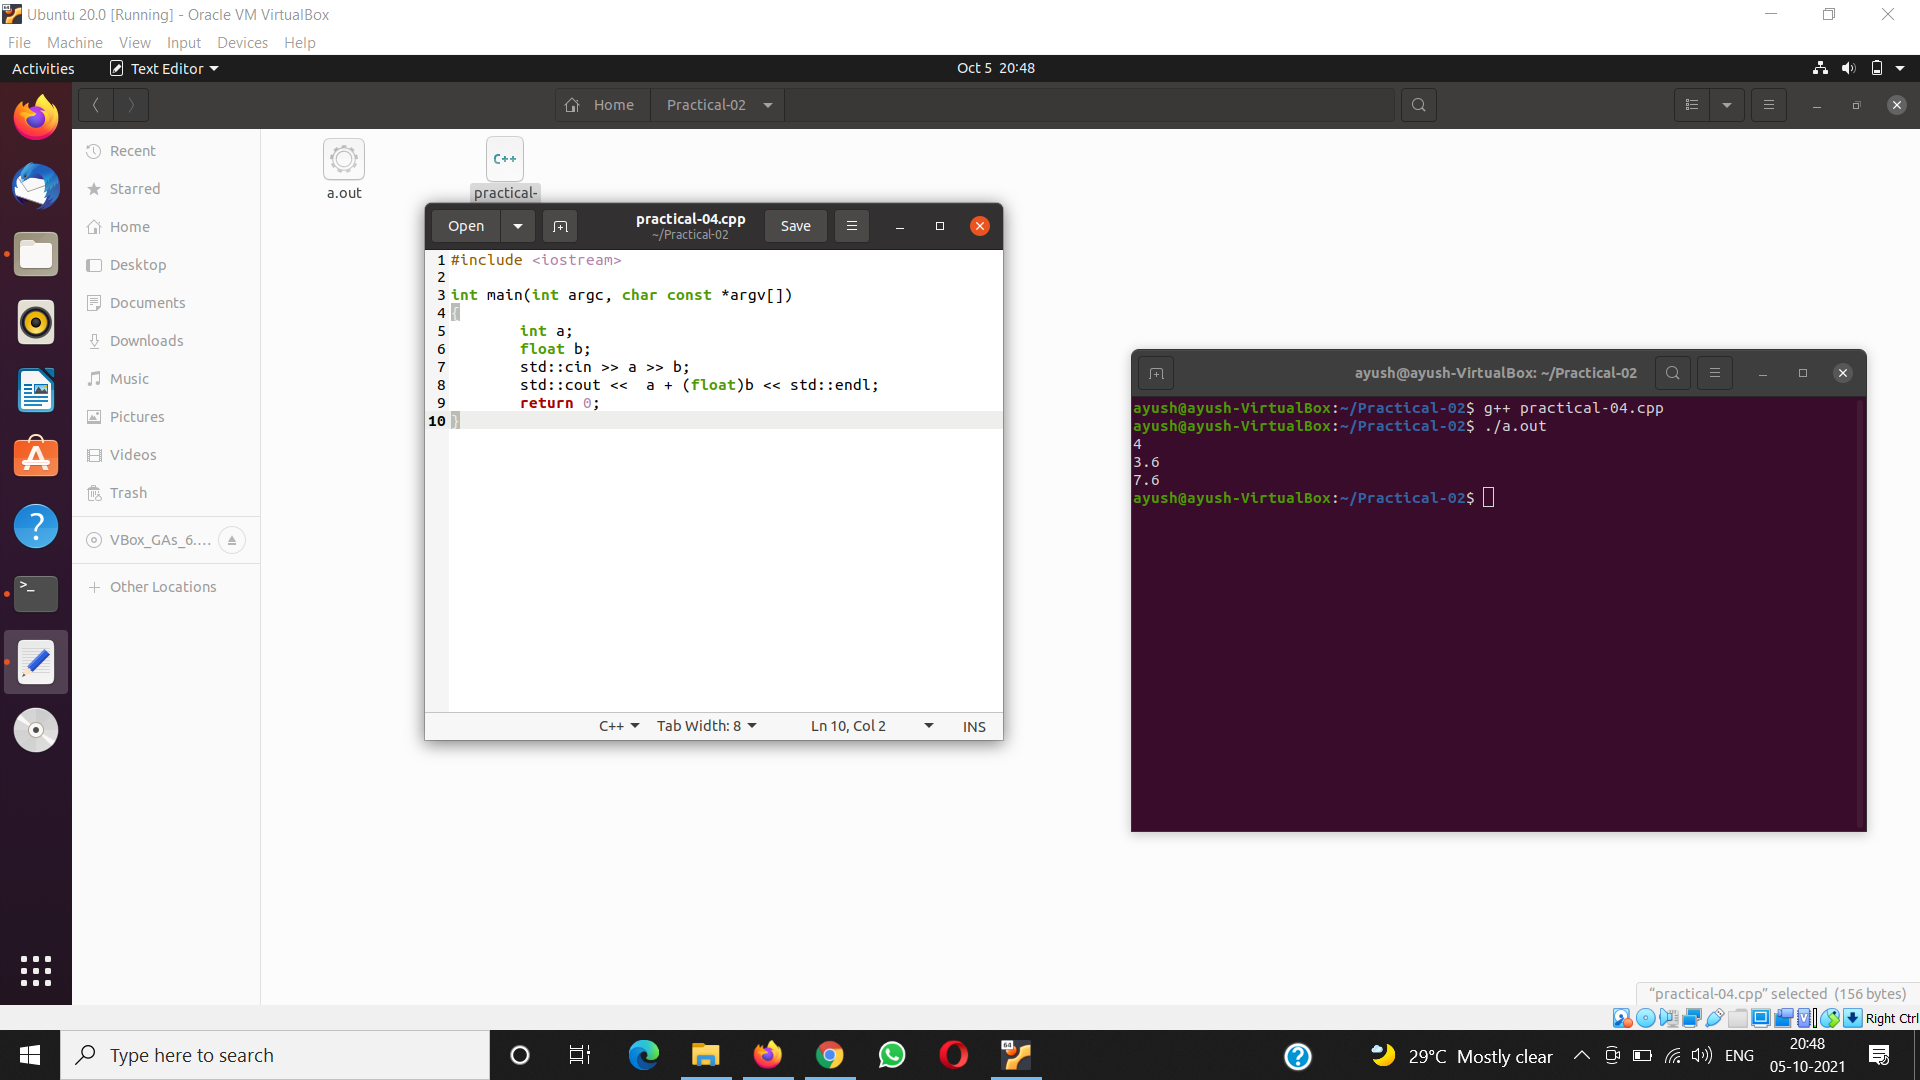 Ubuntu 20.0 [Running] - Oracle VM VirtualBox
File Machine View Input Devices Help
Activities Text Editor Oct 5 20:48
Home Practical-02
Recent
Starred
Home
Desktop
Documents
Downloads
Music
Pictures
Videos
Trash
VBox_GAs_6....
Other Locations
a.out
C++
practical-
Open practical-04.cpp Save
~/Practical-02
1 #include <iostream>
2
3 int main(int argc, char const *argv[])
4 {
5 int a;
6 float b;
7 std::cin >> a >> b;
8 std::cout <<  a + (float)b << std::endl;
9 return 0;
10 }
C++ Tab Width: 8 Ln 10, Col 2 INS
ayush@ayush-VirtualBox: ~/Practical-02
ayush@ayush-VirtualBox:~/Practical-02$ g++ practical-04.cpp
ayush@ayush-VirtualBox:~/Practical-02$ ./a.out
4
3.6
7.6
ayush@ayush-VirtualBox:~/Practical-02$
"practical-04.cpp" selected (156 bytes)
Right Ctrl
Type here to search
64
29°C Mostly clear ENG
20:48
05-10-2021